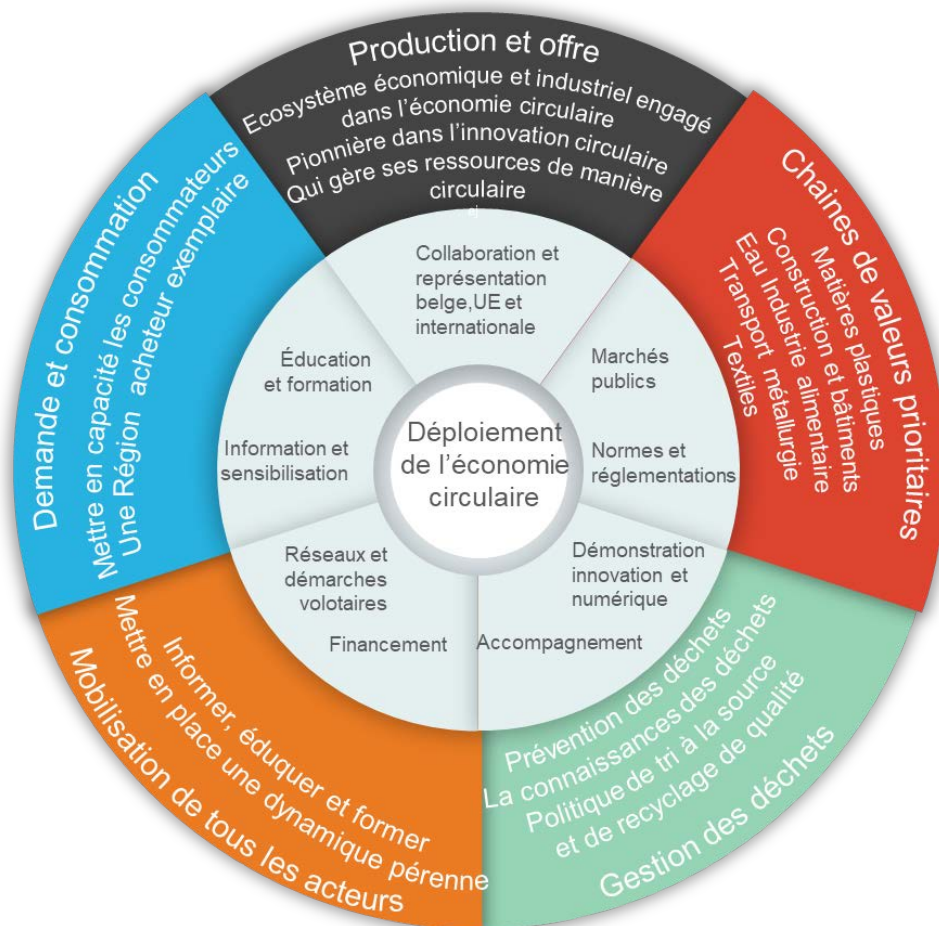 Production et offre
Ecosystème économique et industriel engagé
dans l'économie circulaire
Pionnière dans l'innovation circulaire
Qui gère ses ressources de manière
circulaire
Chaines de valeurs prioritaires
Matières plastiques
Construction et bâtiments
Eau Industrie alimentaire
Transport métallurgie
Textiles
Gestion des déchets
Prévention des déchets
La connaissances des déchets
Politique de tri à la source
et de recyclage de qualité
Mobilisation de tous les acteurs
Mettre en place une dynamique pérenne
Informer, éduquer et former
Demande et consommation
Mettre en capacité les consommateurs
Une Région acheteur exemplaire
Collaboration et
représentation
belge,UE et
internationale
Marchés
publics
Normes et
réglementations
Démonstration
innovation et
numérique
Accompagnement
Financement
Réseaux et
démarches
volotaires
Information et
sensibilisation
Éducation
et formation
Déploiement
de l'économie
circulaire